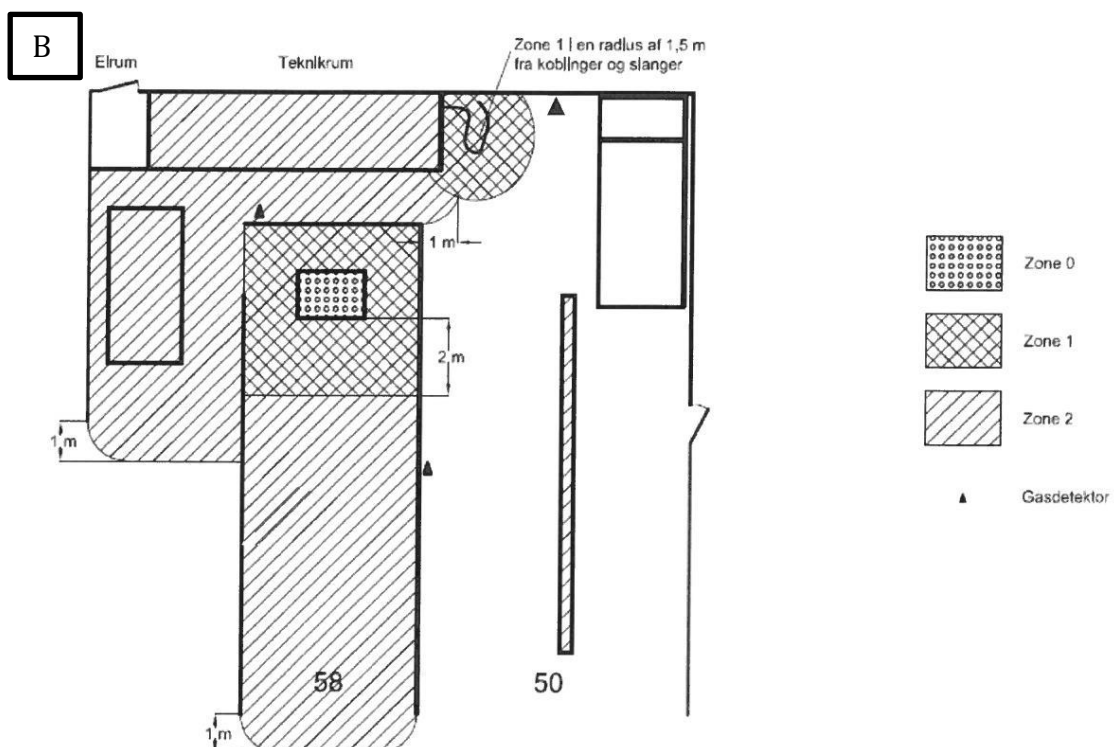 B
Elrum
Teknikrum
Zone 1 i en radius af 1,5 m
fra koblinger og slanger
1 m
2 m
1 m
58
50
1 m
Zone 0
Zone 1
Zone 2
Gasdetektor